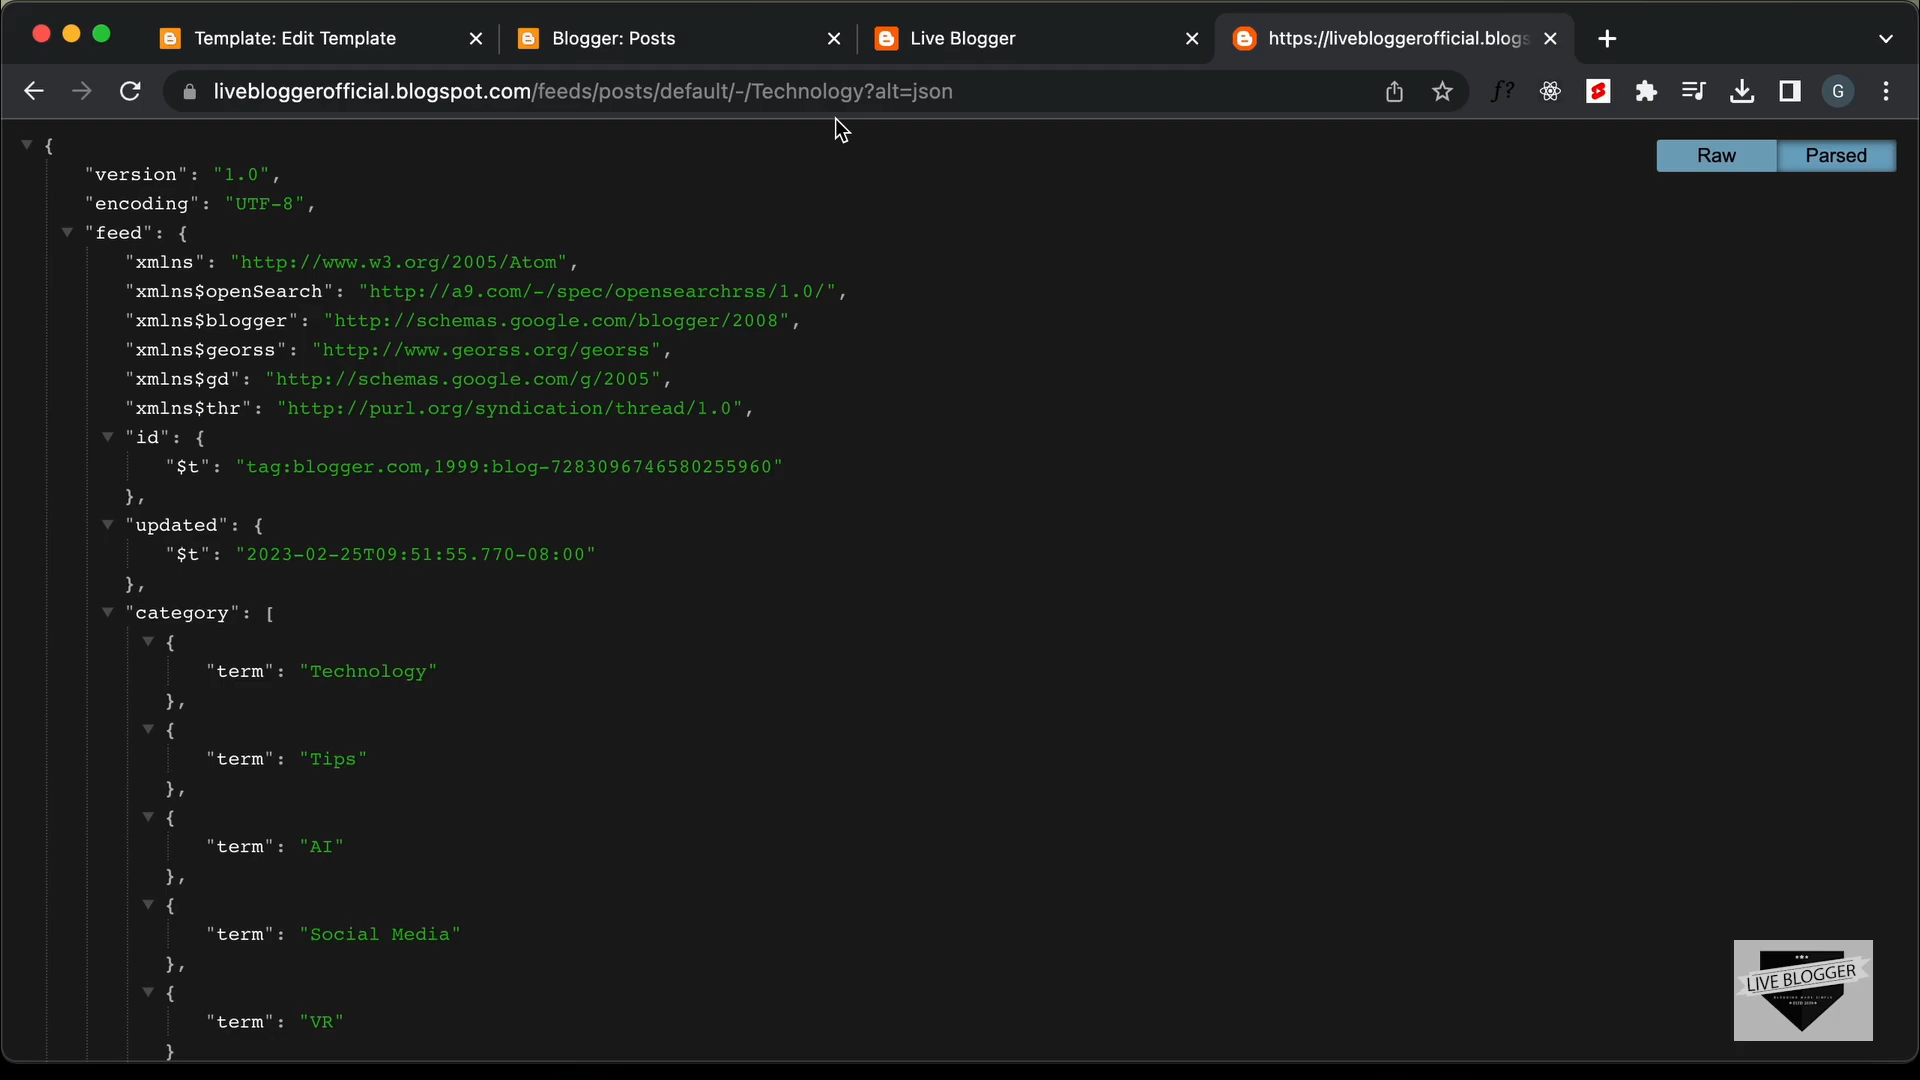 Template: Edit Template
Blogger: Posts
Live Blogger
https://livebloggerofficial.blogs
livebloggerofficial.blogspot.com/feeds/posts/default/-/Technology?alt=json
f?
G
Raw
Parsed
{
"version": "1.0",
"encoding": "UTF-8",
"feed": {
"xmlns": "http://www.w3.org/2005/Atom",
"xmlns$openSearch": "http://a9.com/-/spec/opensearchrss/1.0/",
"xmlns$blogger": "http://schemas.google.com/blogger/2008",
"xmlns$georss": "http://www.georss.org/georss",
"xmlns$gd": "http://schemas.google.com/g/2005",
"xmlns$thr": "http://purl.org/syndication/thread/1.0",
"id": {
"$t": "tag:blogger.com,1999:blog-7283096746580255960"
},
"updated": {
"$t": "2023-02-25T09:51:55.770-08:00"
},
"category": [
{
"term": "Technology"
},
{
"term": "Tips"
},
{
"term": "AI"
},
{
"term": "Social Media"
},
{
"term": "VR"
}
LIVE BLOGGER